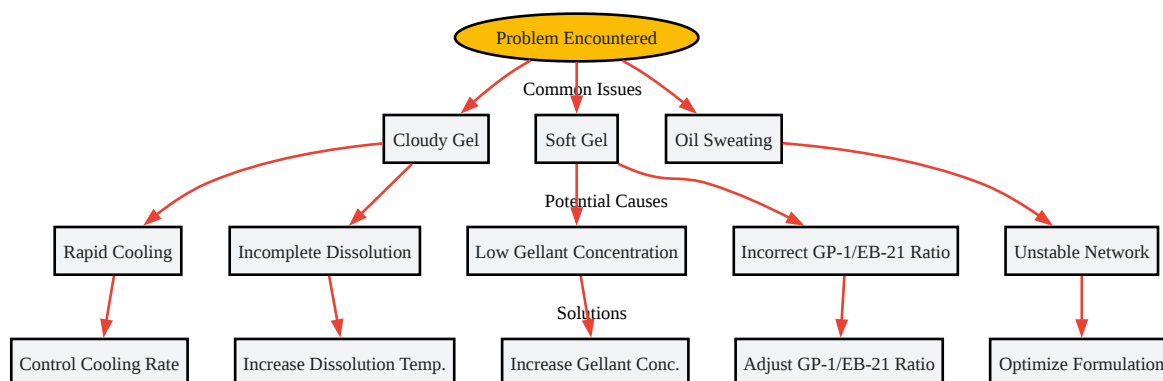 Problem Encountered
Common Issues
Cloudy Gel
Soft Gel
Oil Sweating
Potential Causes
Rapid Cooling
Incomplete Dissolution
Low Gellant Concentration
Incorrect GP-1/EB-21 Ratio
Unstable Network
Solutions
Control Cooling Rate
Increase Dissolution Temp.
Increase Gellant Conc.
Adjust GP-1/EB-21 Ratio
Optimize Formulation